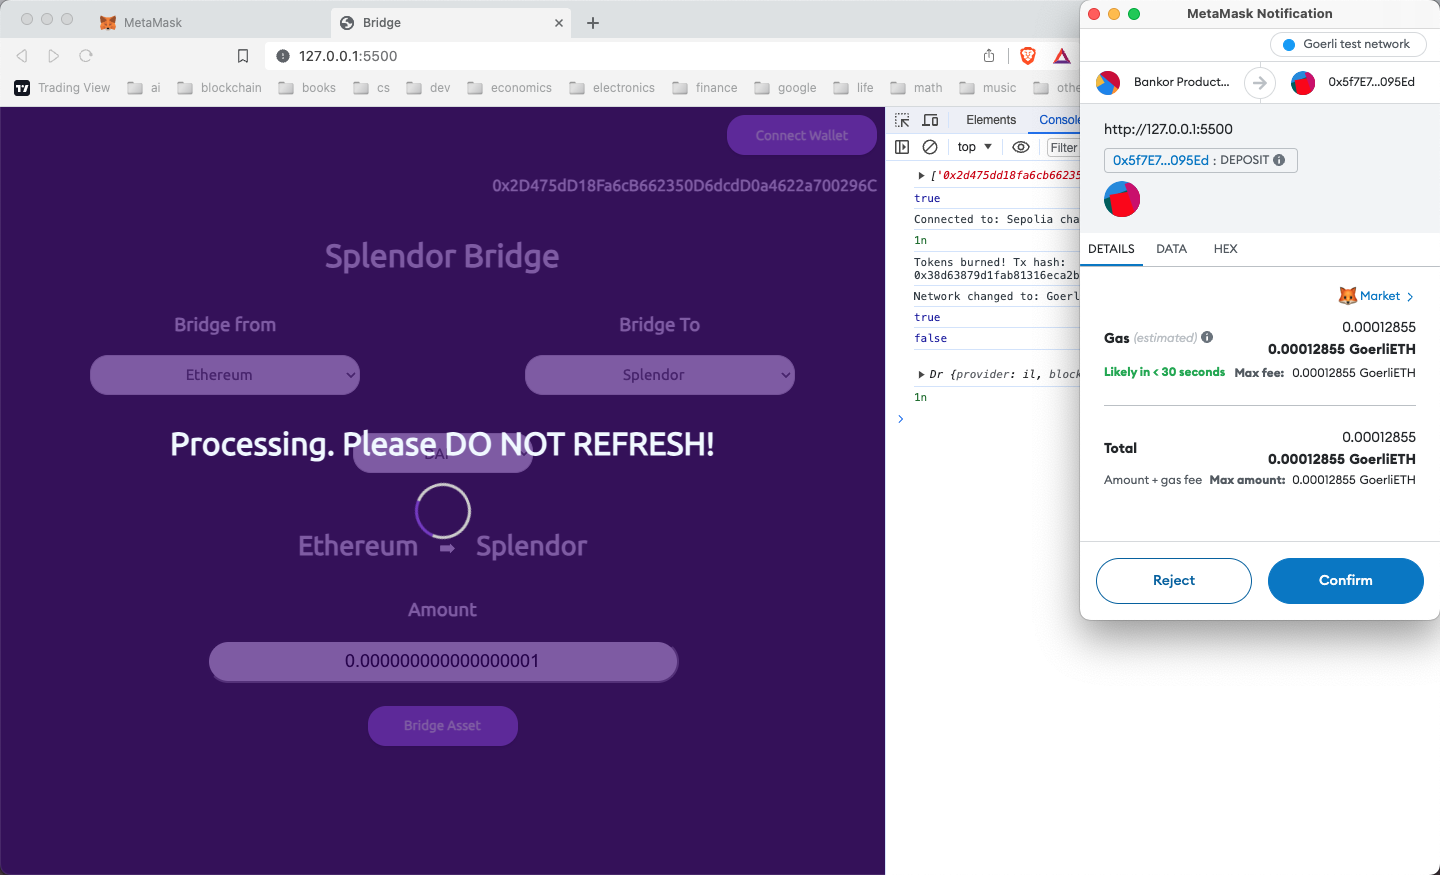 MetaMask
Bridge
127.0.0.1:5500
Trading View
ai
blockchain
books
cs
dev
economics
electronics
finance
google
life
math
music
othe
Connect Wallet
0x2D475dD18Fa6cB662350D6dcdD0a4622a700296C
Splendor Bridge
Bridge from
Bridge To
Ethereum
Splendor
Processing. Please DO NOT REFRESH!
Ethereum ➡ Splendor
Amount
0.000000000000000001
Bridge Asset
Elements
Console
top
Filter
['0x2d475dd18fa6cb66235
true
Connected to: Sepolia cha
1n
Tokens burned! Tx hash:
0x38d63879d1fab81316eca2b
Network changed to: Goerl
true
false
Dr {provider: il, block
1n
MetaMask Notification
Goerli test network
Bankor Product...
0x5f7E7...095Ed
http://127.0.0.1:5500
0x5f7E7...095Ed : DEPOSIT
DETAILS
DATA
HEX
Market >
0.00012855
Gas (estimated)
0.00012855 GoerliETH
Likely in < 30 seconds Max fee: 0.00012855 GoerliETH
0.00012855
Total
0.00012855 GoerliETH
Amount + gas fee Max amount: 0.00012855 GoerliETH
Reject
Confirm